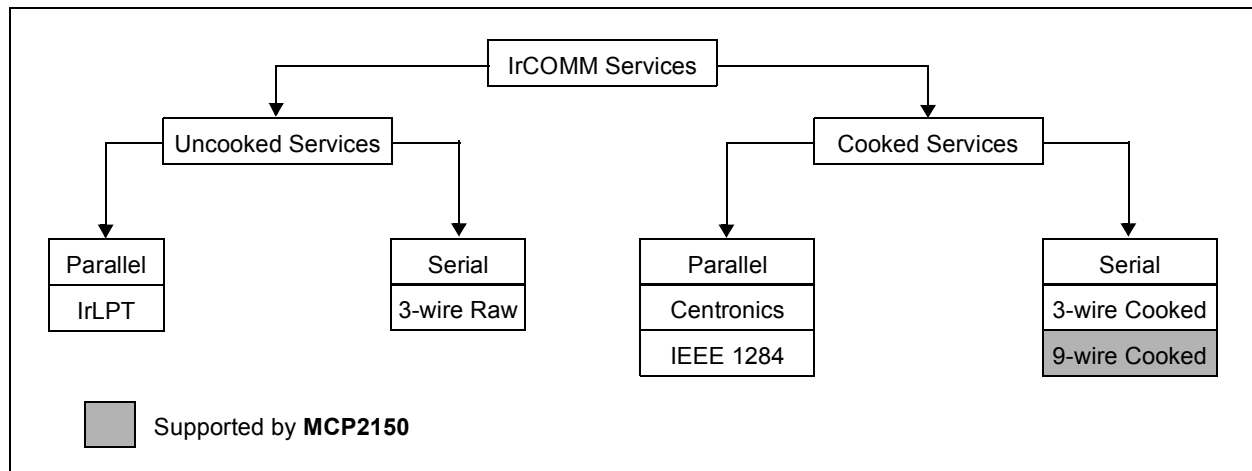 IrCOMM Services
Uncooked Services
Cooked Services
Parallel
IrLPT
Serial
3-wire Raw
Parallel
Centronics
IEEE 1284
Serial
3-wire Cooked
9-wire Cooked
Supported by MCP2150